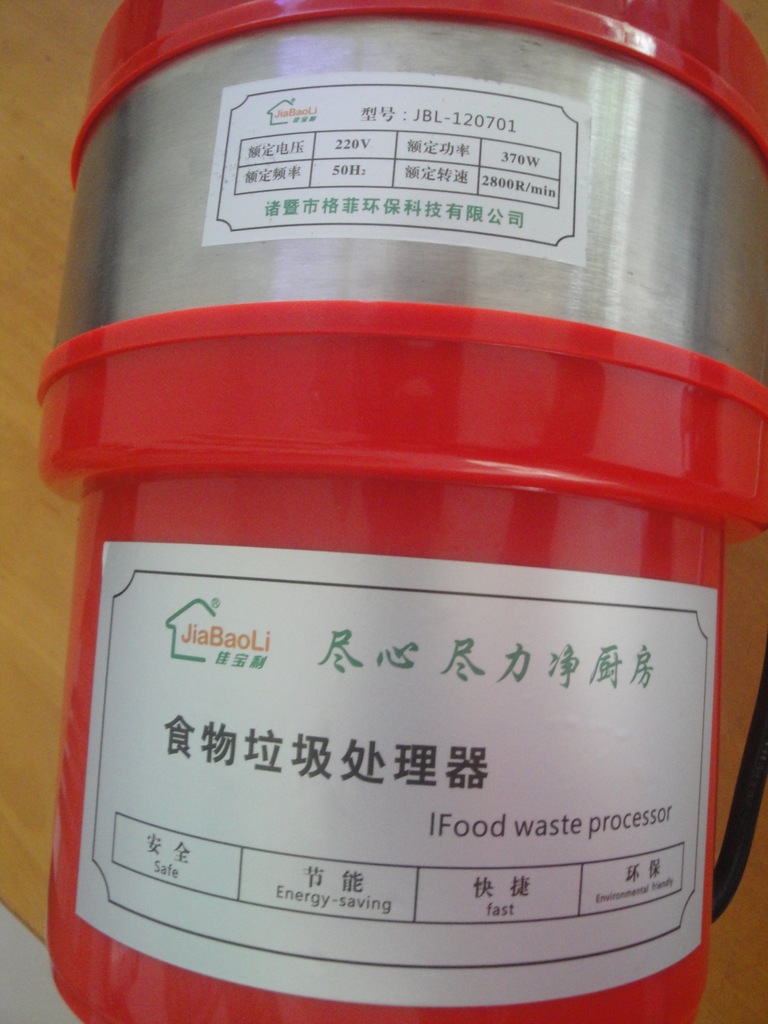 JiaBaoLi
佳宝利
型号：JBL-120701
额定电压 220V 额定功率 370W
额定频率 50Hz 额定转速 2800R/min
诸暨市格菲环保科技有限公司
JiaBaoLi®
佳宝利
尽心 尽力 净厨房
食物垃圾处理器
IFood waste processor
安全 节能 快捷 环保
Safe Energy-saving fast Environmental friendly